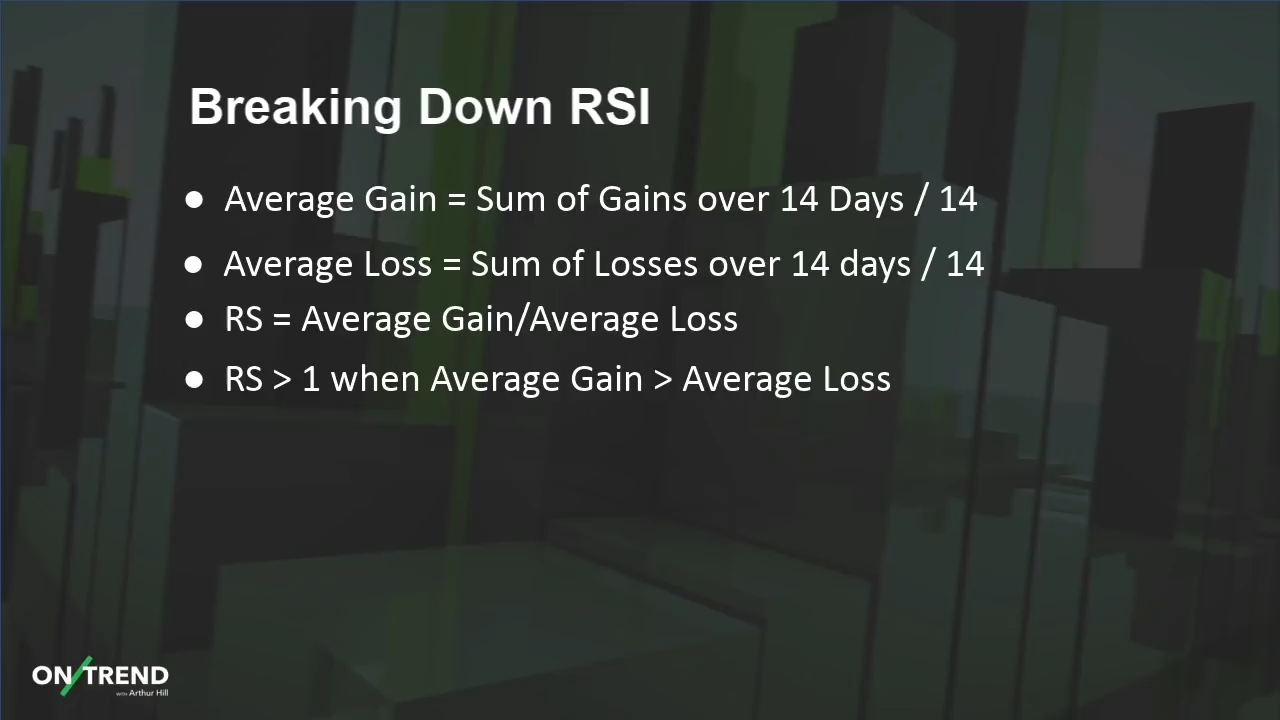 Breaking Down RSI
● Average Gain = Sum of Gains over 14 Days / 14
● Average Loss = Sum of Losses over 14 days / 14
● RS = Average Gain/Average Loss
● RS > 1 when Average Gain > Average Loss
ON/TREND
with Arthur Hill